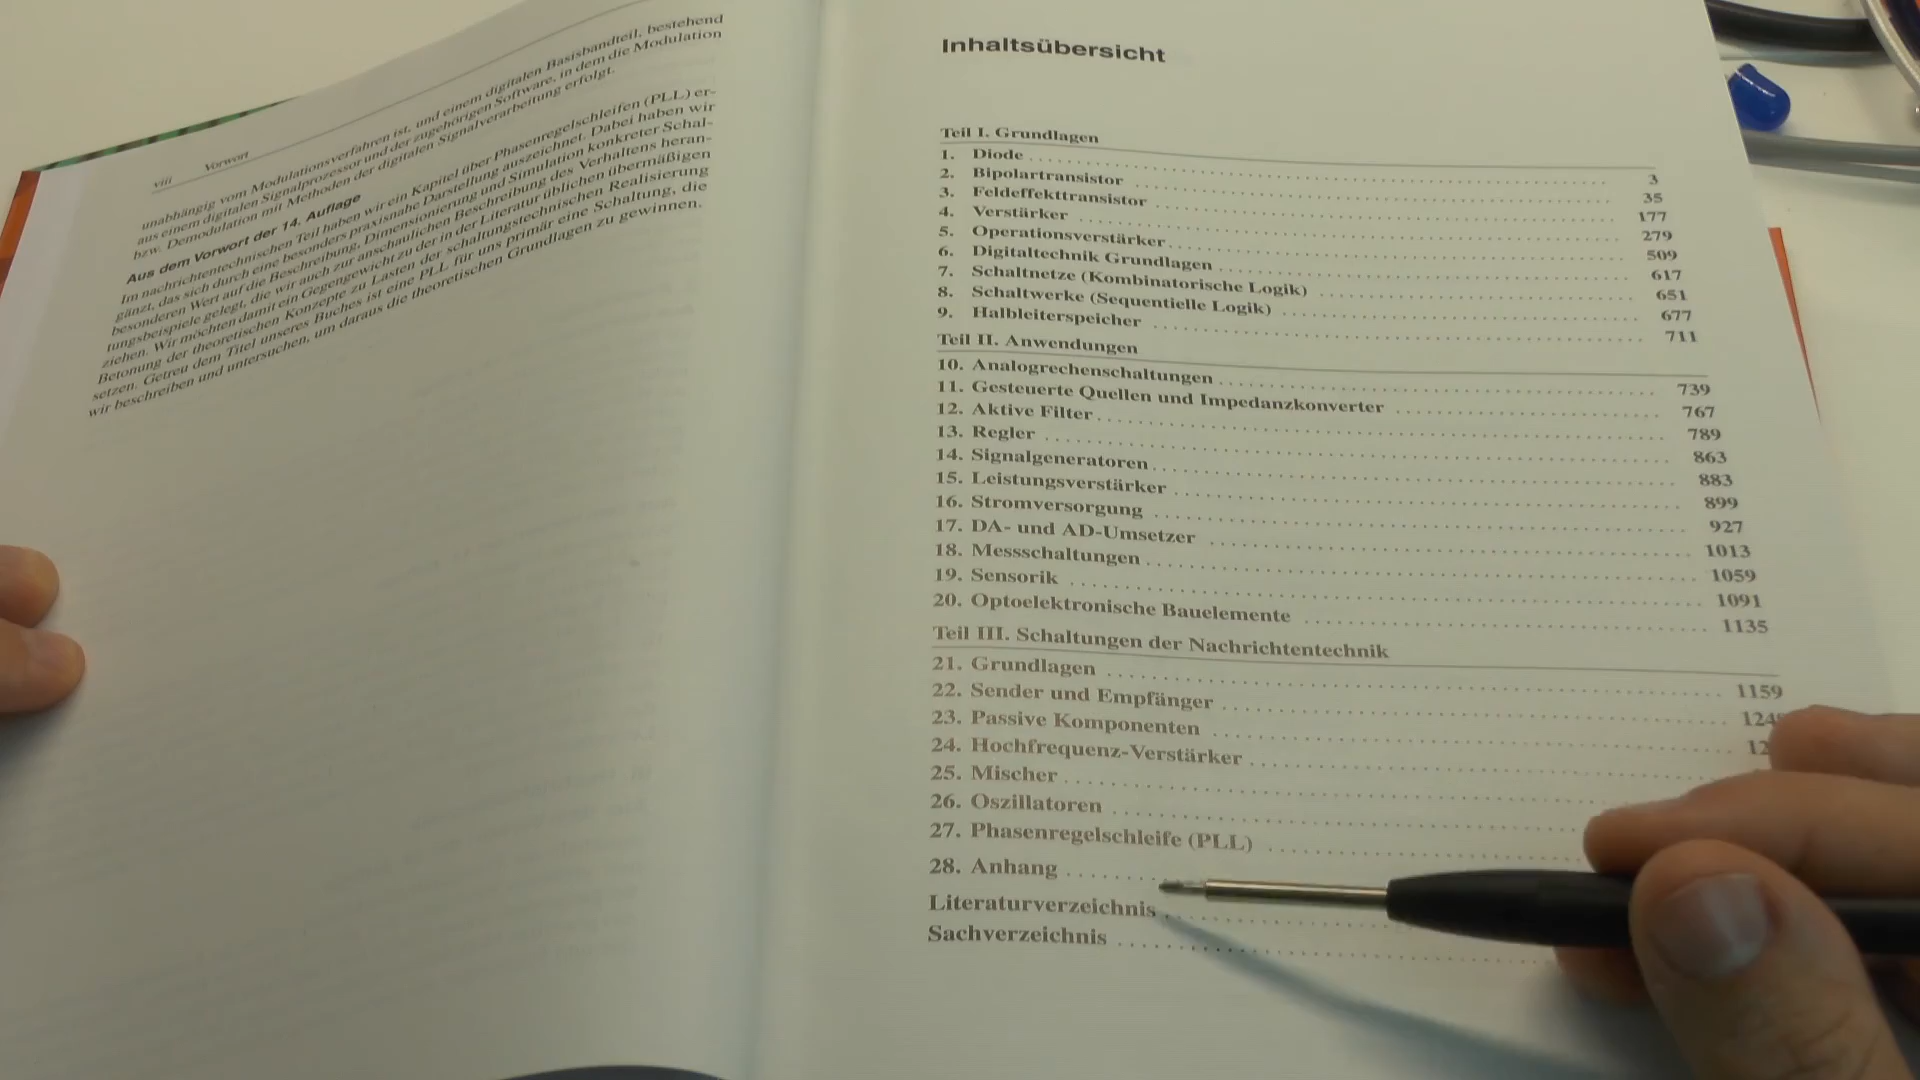 viii Vorwort
unabhängig vom Modulationsverfahren ist, und einem digitalen Basisbandteil, bestehend
aus einem digitalen Signalprozessor und der zugehörigen Software, in dem die Modulation
bzw. Demodulation mit Methoden der digitalen Signalverarbeitung erfolgt.
Aus dem Vorwort der 14. Auflage
Im nachrichtentechnischen Teil haben wir ein Kapitel über Phasenregelschleifen (PLL) er-
gänzt, das sich durch eine besonders praxisnahe Darstellung auszeichnet. Dabei haben wir
besonderen Wert auf die Beschreibung, Dimensionierung und Simulation konkreter Schal-
tungsbeispiele gelegt, die wir auch zur anschaulichen Beschreibung des Verhaltens heran-
ziehen. Wir möchten damit ein Gegengewicht zu der in der Literatur üblichen übermäßigen
Betonung der theoretischen Konzepte zu Lasten der schaltungstechnischen Realisierung
setzen. Getreu dem Titel unseres Buches ist eine PLL für uns primär eine Schaltung, die
wir beschreiben und untersuchen, um daraus die theoretischen Grundlagen zu gewinnen.
Inhaltsübersicht
Teil I. Grundlagen
1. Diode 3
2. Bipolartransistor 35
3. Feldeffekttransistor 177
4. Verstärker 279
5. Operationsverstärker 509
6. Digitaltechnik Grundlagen 617
7. Schaltnetze (Kombinatorische Logik) 651
8. Schaltwerke (Sequentielle Logik) 677
9. Halbleiterspeicher 711
Teil II. Anwendungen
10. Analogrechenschaltungen 739
11. Gesteuerte Quellen und Impedanzkonverter 767
12. Aktive Filter 789
13. Regler 863
14. Signalgeneratoren 883
15. Leistungsverstärker 899
16. Stromversorgung 927
17. DA- und AD-Umsetzer 1013
18. Messschaltungen 1059
19. Sensorik 1091
20. Optoelektronische Bauelemente 1135
Teil III. Schaltungen der Nachrichtentechnik
21. Grundlagen 1159
22. Sender und Empfänger
23. Passive Komponenten
24. Hochfrequenz-Verstärker
25. Mischer
26. Oszillatoren
27. Phasenregelschleife (PLL)
28. Anhang
Literaturverzeichnis
Sachverzeichnis